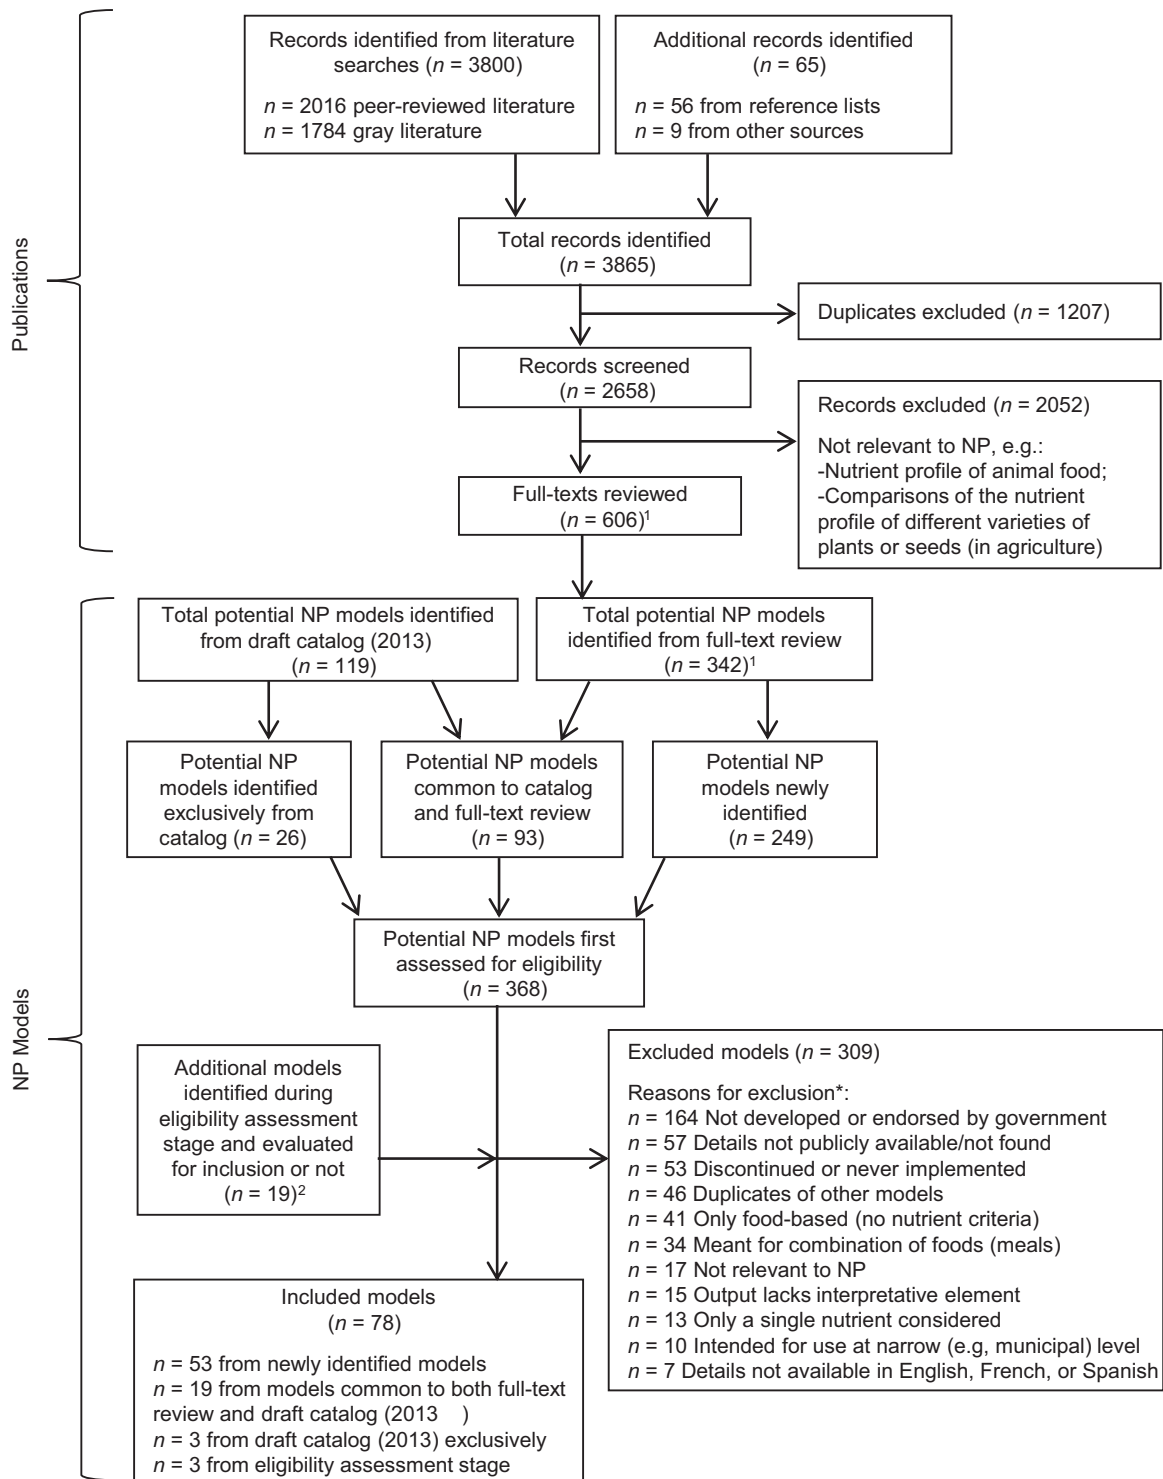 Records identified from literature
searches (n = 3800)
n = 2016 peer-reviewed literature
n = 1784 gray literature
Additional records identified
(n = 65)
n = 56 from reference lists
n = 9 from other sources
Total records identified
(n = 3865)
Duplicates excluded (n = 1207)
Records screened
(n = 2658)
Records excluded (n = 2052)
Not relevant to NP, e.g.:
-Nutrient profile of animal food;
-Comparisons of the nutrient
profile of different varieties of
plants or seeds (in agriculture)
Full-texts reviewed
(n = 606)1
Publications
Total potential NP models identified
from draft catalog (2013)
(n = 119)
Total potential NP models
identified from full-text review
(n = 342)1
Potential NP
models identified
exclusively from
catalog (n = 26)
Potential NP models
common to catalog
and full-text review
(n = 93)
Potential NP
models newly
identified
(n = 249)
Potential NP models first
assessed for eligibility
(n = 368)
NP Models
Additional models
identified during
eligibility assessment
stage and evaluated
for inclusion or not
(n = 19)2
Excluded models (n = 309)
Reasons for exclusion*:
n = 164 Not developed or endorsed by government
n = 57 Details not publicly available/not found
n = 53 Discontinued or never implemented
n = 46 Duplicates of other models
n = 41 Only food-based (no nutrient criteria)
n = 34 Meant for combination of foods (meals)
n = 17 Not relevant to NP
n = 15 Output lacks interpretative element
n = 13 Only a single nutrient considered
n = 10 Intended for use at narrow (e.g, municipal) level
n = 7 Details not available in English, French, or Spanish
Included models
(n = 78)
n = 53 from newly identified models
n = 19 from models common to both full-text
review and draft catalog (2013 )
n = 3 from draft catalog (2013) exclusively
n = 3 from eligibility assessment stage